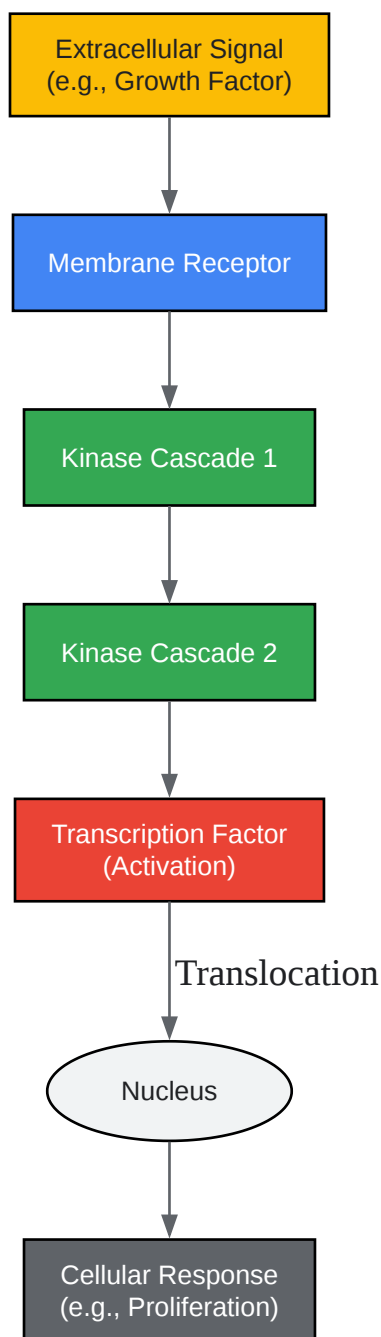 Extracellular Signal
(e.g., Growth Factor)
Membrane Receptor
Kinase Cascade 1
Kinase Cascade 2
Transcription Factor
(Activation)
Translocation
Nucleus
Cellular Response
(e.g., Proliferation)